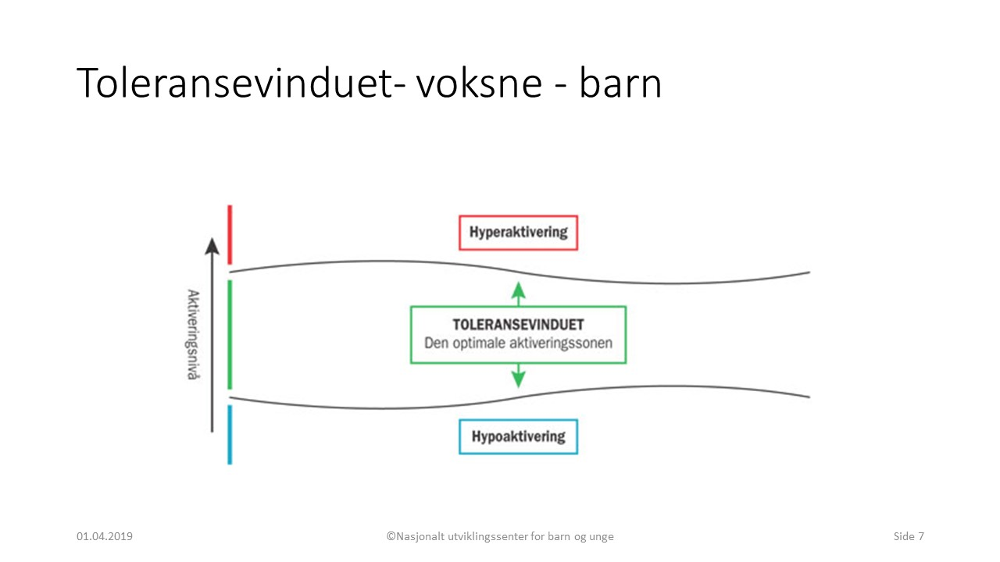 Toleransevinduet- voksne - barn
Hyperaktivering
Aktiveringsnivå
TOLERANSEVINDUET
Den optimale aktiveringssonen
Hypoaktivering
01.04.2019
©Nasjonalt utviklingssenter for barn og unge
Side 7